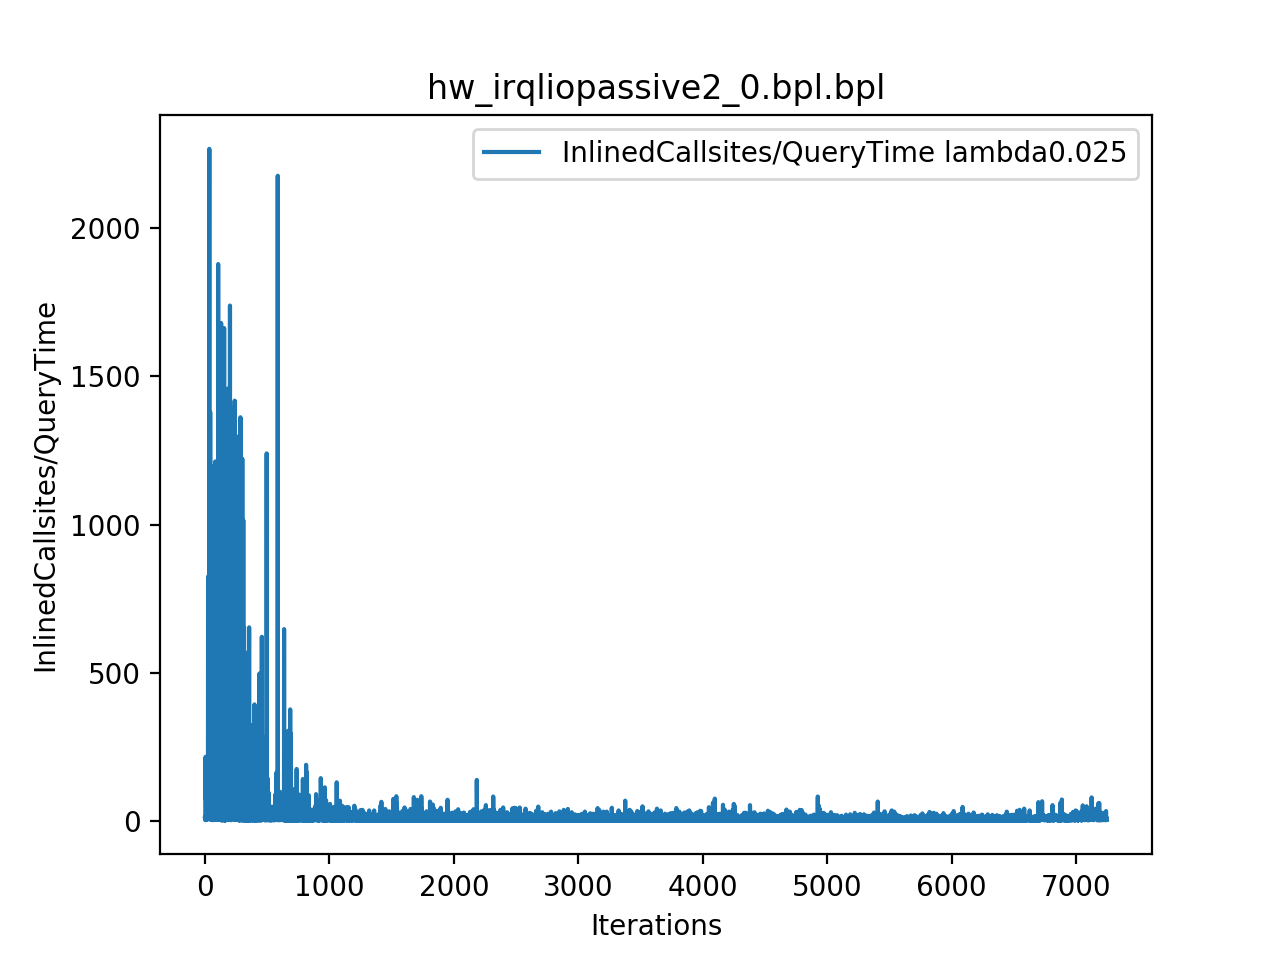 hw_irqliopassive2_0.bpl.bpl
InlinedCallsites/QueryTime lambda0.025
InlinedCallsites/QueryTime
2000
1500
1000
500
0
0 1000 2000 3000 4000 5000 6000 7000
Iterations